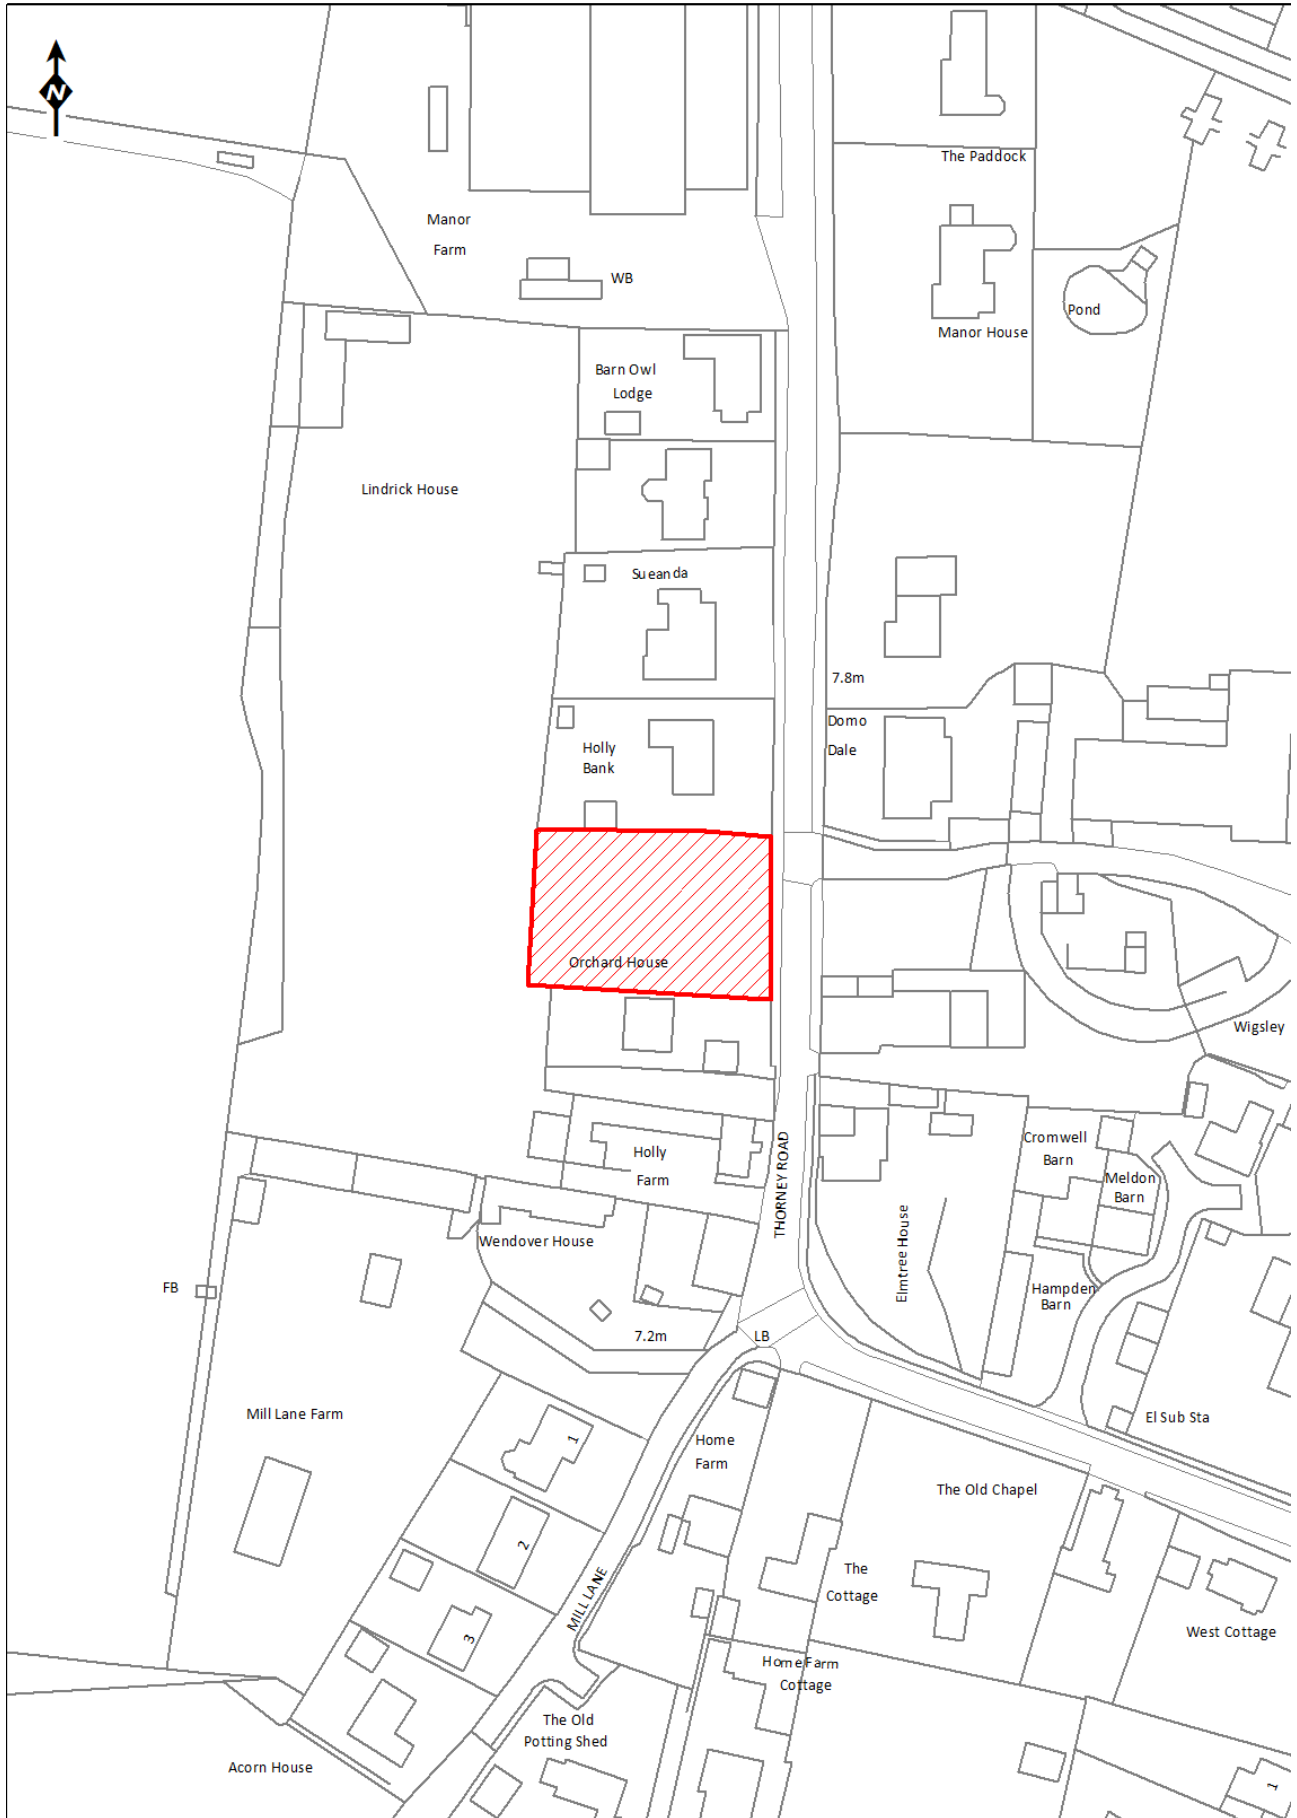 N
The Paddock
Manor
Farm
WB
Pond
Manor House
Barn Owl
Lodge
Lindrick House
Sueanda
7.8m
Domo
Dale
Holly
Bank
Orchard House
Wigsley
THORNEY ROAD
Cromwell
Barn
Holly
Farm
Meldon
Barn
Elmtree House
Wendover House
FB
Hampden
Barn
7.2m
LB
Mill Lane Farm
El Sub Sta
1
Home
Farm
The Old Chapel
2
The
Cottage
MILL LANE
3
West Cottage
Home Farm
Cottage
The Old
Potting Shed
Acorn House
1